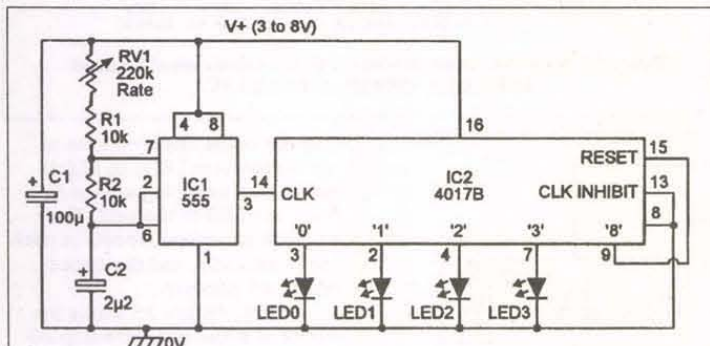 V+ (3 to 8V)
RV1
220k
Rate
R1
10k
R2
10k
C1
+
100µ
+
C2
2µ2
4
8
7
2
6
IC1
555
3
1
14
CLK
16
IC2
4017B
RESET
15
CLK INHIBIT
13
8
'0'
'1'
'2'
'3'
'8'
3
2
4
7
9
LED0
LED1
LED2
LED3
0V